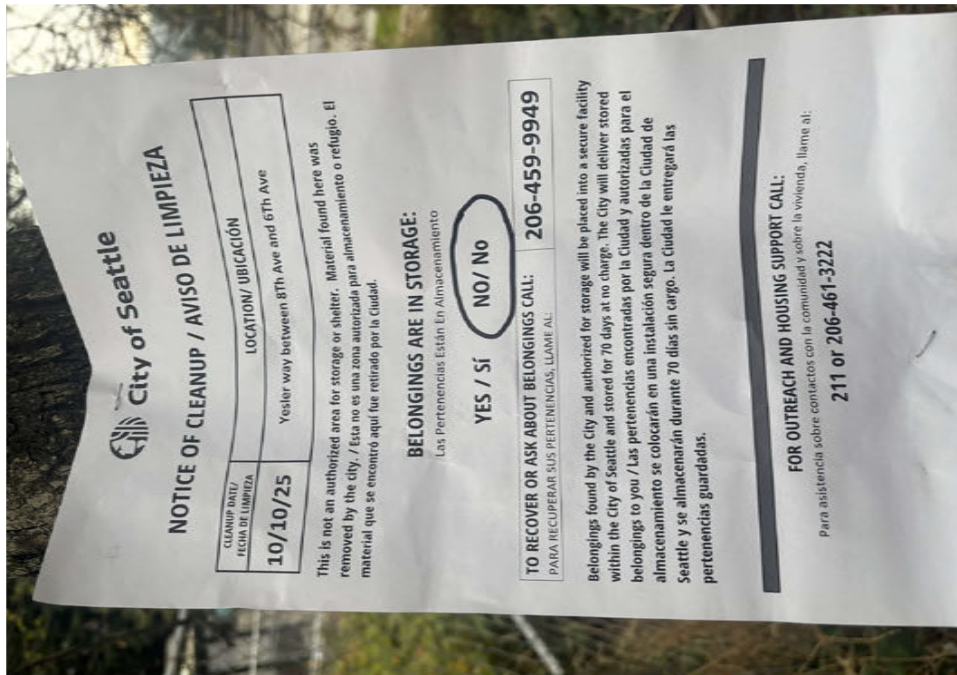 City of Seattle
NOTICE OF CLEANUP / AVISO DE LIMPIEZA
CLEANUP DATE/
FECHA DE LIMPIEZA
LOCATION/ UBICACIÓN
10/10/25
Yesler way between 8Th Ave and 6Th Ave
This is not an authorized area for storage or shelter. Material found here was
removed by the city. / Esta no es una zona autorizada para almacenamiento o refugio. El
material que se encontró aquí fue retirado por la Ciudad.
BELONGINGS ARE IN STORAGE:
Las Pertenencias Están En Almacenamiento
YES / Sí NO/ No
TO RECOVER OR ASK ABOUT BELONGINGS CALL:
PARA RECUPERAR SUS PERTENENCIAS, LLAME AL:
206-459-9949
Belongings found by the City and authorized for storage will be placed into a secure facility
within the City of Seattle and stored for 70 days at no charge. The City will deliver stored
belongings to you / Las pertenencias encontradas por la Ciudad y autorizadas para el
almacenamiento se colocarán en una instalación segura dentro de la Ciudad de
Seattle y se almacenarán durante 70 días sin cargo. La Ciudad le entregará las
pertenencias guardadas.
FOR OUTREACH AND HOUSING SUPPORT CALL:
Para asistencia sobre contactos con la comunidad y sobre la vivienda, llame al:
211 or 206-461-3222